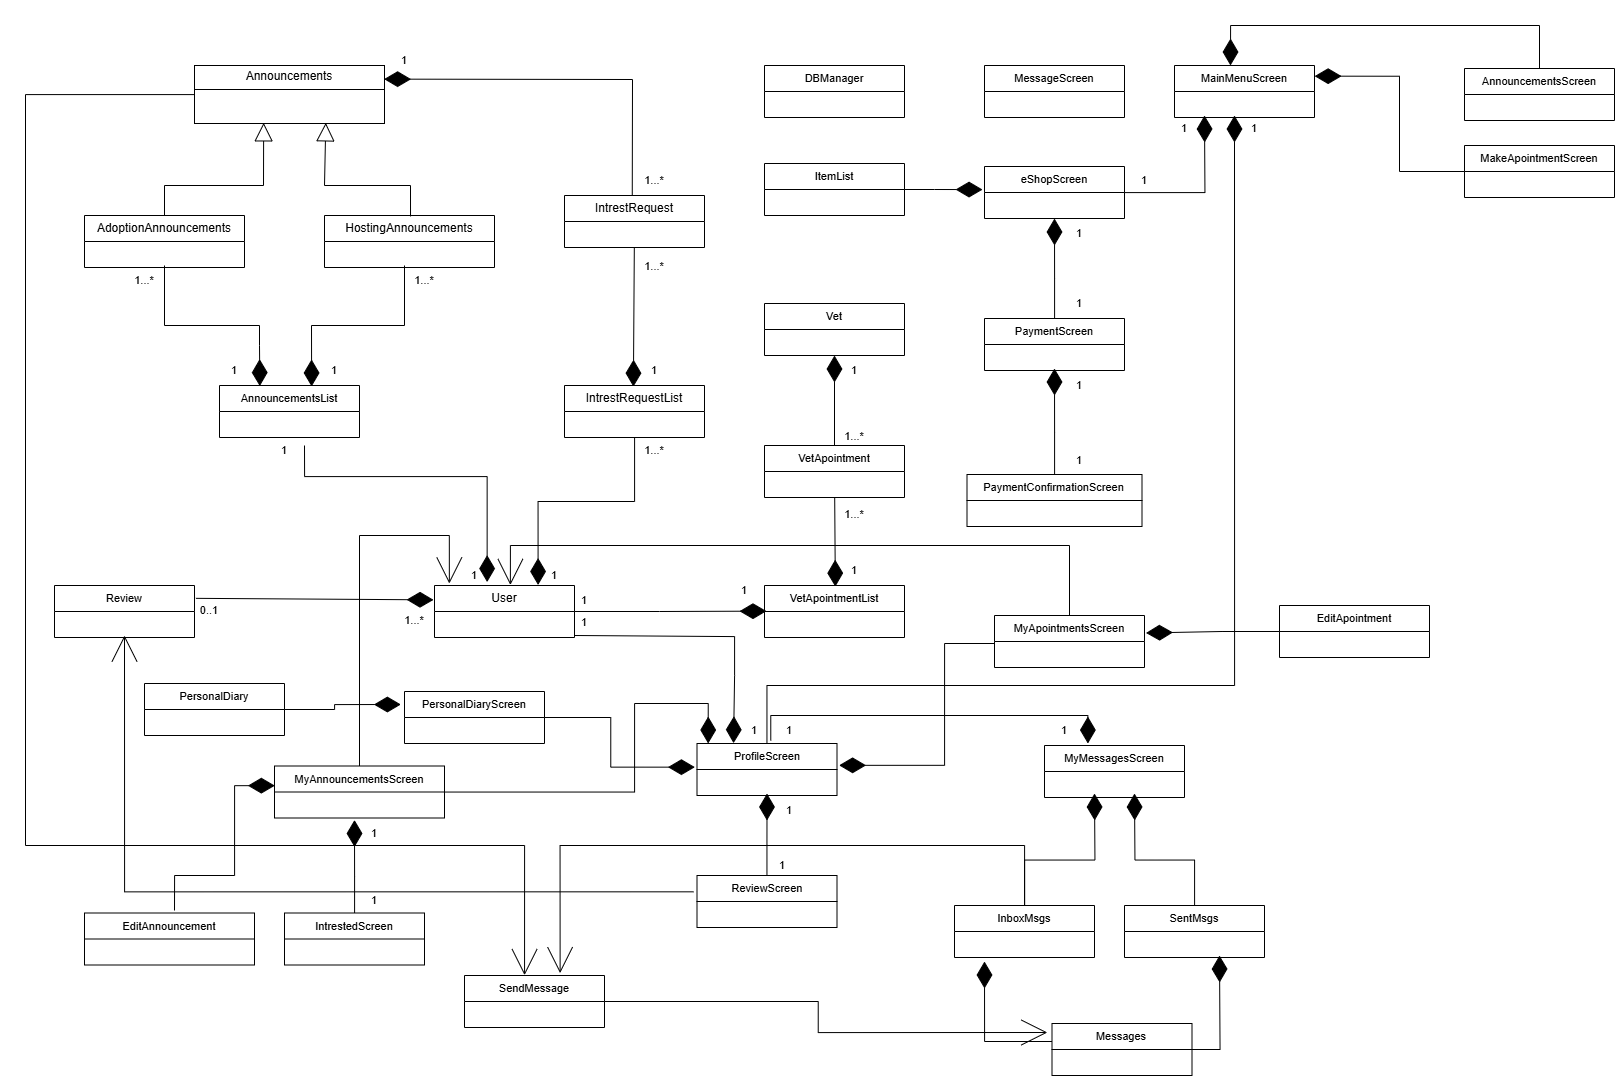 1
Announcements
DBManager
MessageScreen
MainMenuScreen
AnnouncementsScreen
1
1
MakeApointmentScreen
1...*
ItemList
eShopScreen
1
IntrestRequest
AdoptionAnnouncements
HostingAnnouncements
1
1...*
1...*
1...*
1
Vet
PaymentScreen
1
1
1
1
1
AnnouncementsList
IntrestRequestList
1...*
1
1...*
VetApointment
1
PaymentConfirmationScreen
1...*
1
1
1
1
Review
User
1
1
VetApointmentList
0..1
1...*
1
EditApointment
MyApointmentsScreen
PersonalDiary
PersonalDiaryScreen
1
1
1
ProfileScreen
MyMessagesScreen
MyAnnouncementsScreen
1
1
1
ReviewScreen
1
EditAnnouncement
IntrestedScreen
InboxMsgs
SentMsgs
SendMessage
Messages